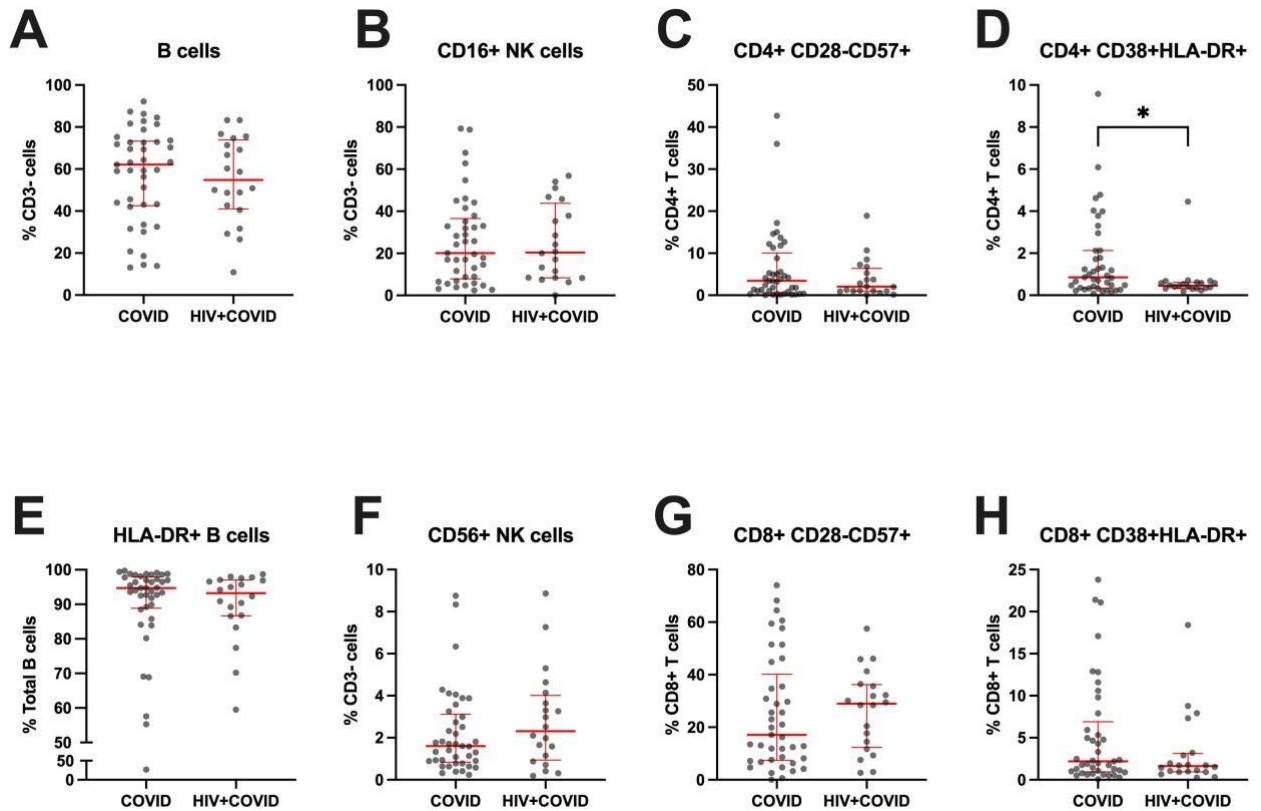 A
B cells
% CD3- cells
100
80
60
40
20
0
COVID
HIV+COVID
B
CD16+ NK cells
% CD3- cells
100
80
60
40
20
0
COVID
HIV+COVID
C
CD4+ CD28-CD57+
% CD4+ T cells
50
40
30
20
10
0
COVID
HIV+COVID
D
CD4+ CD38+HLA-DR+
% CD4+ T cells
10
8
6
4
2
0
*
COVID
HIV+COVID
E
HLA-DR+ B cells
% Total B cells
100
90
80
70
60
50
50
0
COVID
HIV+COVID
F
CD56+ NK cells
% CD3- cells
10
8
6
4
2
0
COVID
HIV+COVID
G
CD8+ CD28-CD57+
% CD8+ T cells
80
60
40
20
0
COVID
HIV+COVID
H
CD8+ CD38+HLA-DR+
% CD8+ T cells
25
20
15
10
5
0
COVID
HIV+COVID